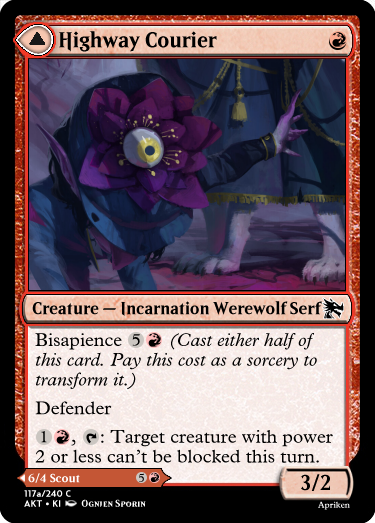 Highway Courier
Creature — Incarnation Werewolf Serf
Bisapience 5 (Cast either half of
this card. Pay this cost as a sorcery to
transform it.)
Defender
1, : Target creature with power
2 or less can't be blocked this turn.
6/4 Scout 5
3/2
117a/240 C
AKT • KI Ognien Sporin
Apriken